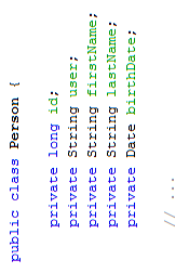 public class Person {
private long id;
private String user;
private String firstName;
private String lastName;
private Date birthDate;
// ...